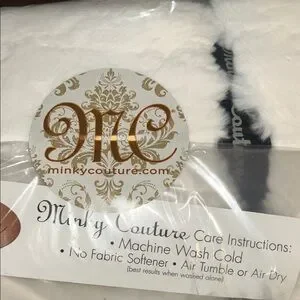 MC
minkycouture.com
Minky Couture Care Instructions:
• Machine Wash Cold
• No Fabric Softener • Air Tumble or Air Dry
(best results when washed alone)